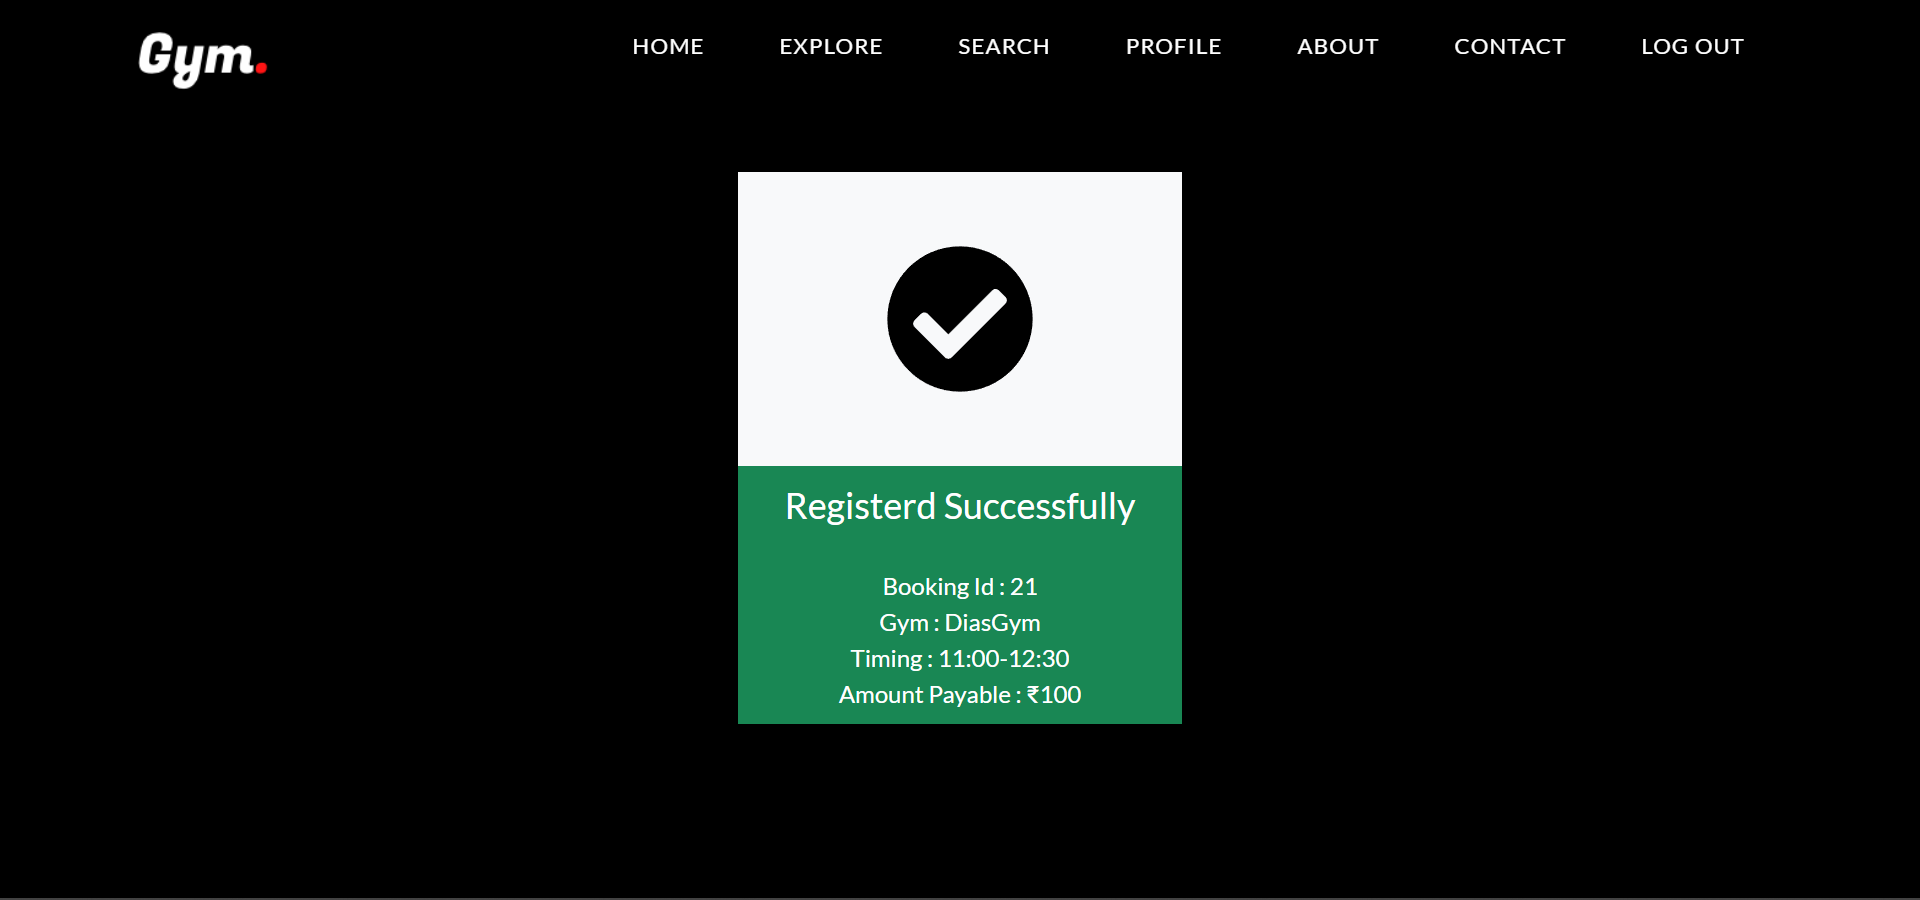 Gym.
HOME EXPLORE SEARCH PROFILE ABOUT CONTACT LOG OUT
Registerd Successfully
Booking Id : 21
Gym : DiasGym
Timing : 11:00-12:30
Amount Payable : ₹100